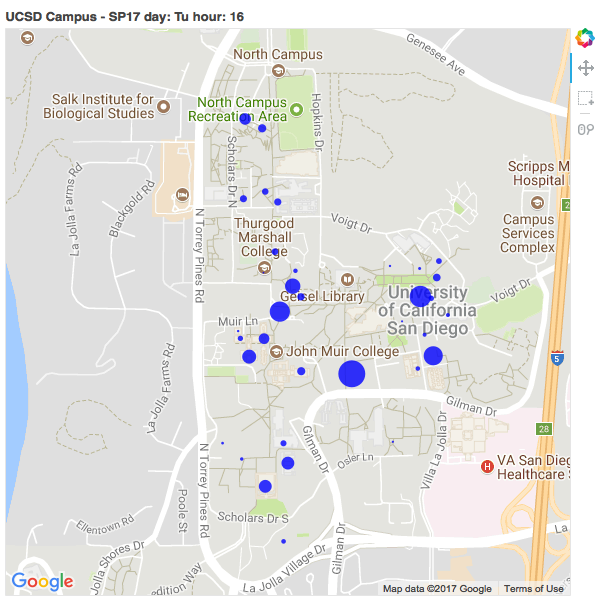 UCSD Campus - SP17 day: Tu hour: 16
Genesee Ave
North Campus
Salk Institute for
Biological Studies
North Campus
Recreation Area
Hopkins Dr
Scholars Dr N
Scripps M
Hospital
La Jolla Farms Rd
Blackgold Rd
2
N Torrey Pines Rd
Voigt Dr
Campus
Services
Complex
Thurgood
Marshall
College
Geisel Library
University
of California
San Diego
Voigt Dr
Muir Ln
John Muir College
5
La Jolla Farms Rd
Gilman Dr
Villa La Jolla Dr
28
N Torrey Pines Rd
Gilman Dr
Osler Ln
H
VA San Dieg
Healthcare S
Poole St
Ellentown Rd
Scholars Dr S
La
La Jolla Shores Dr
Gilman Dr
La Jolla Village Dr
edition Way
Google
Map data ©2017 Google
Terms of Use